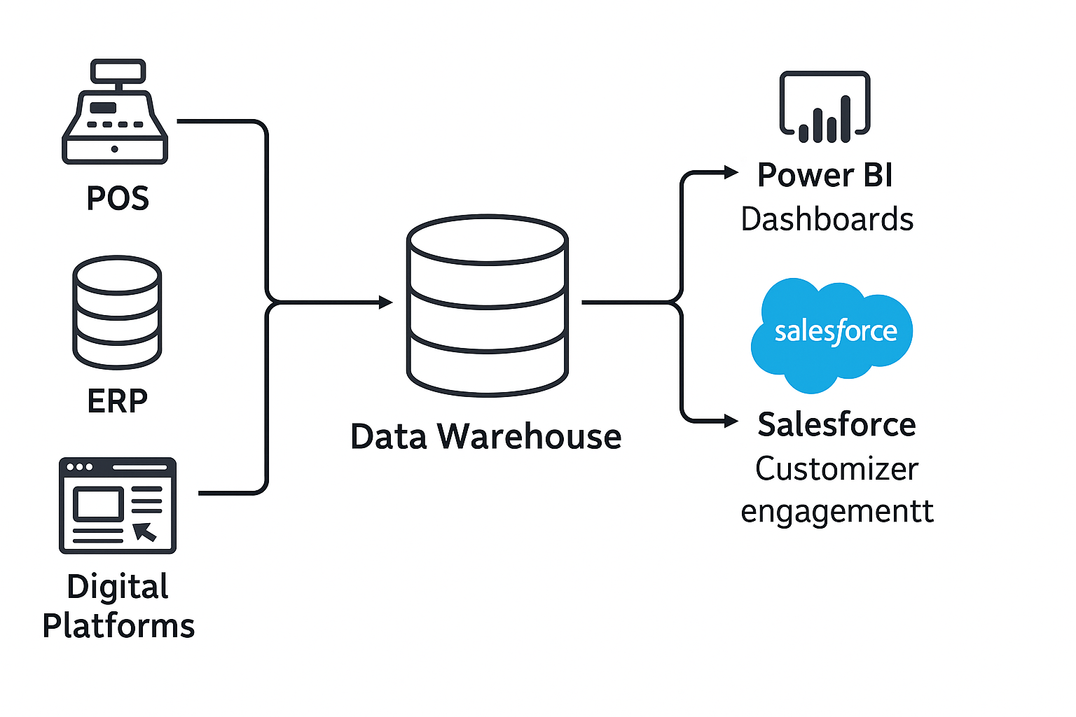 POS
ERP
Digital
Platforms
Data Warehouse
Power BI
Dashboards
salesforce
Salesforce
Customizer
engagementt